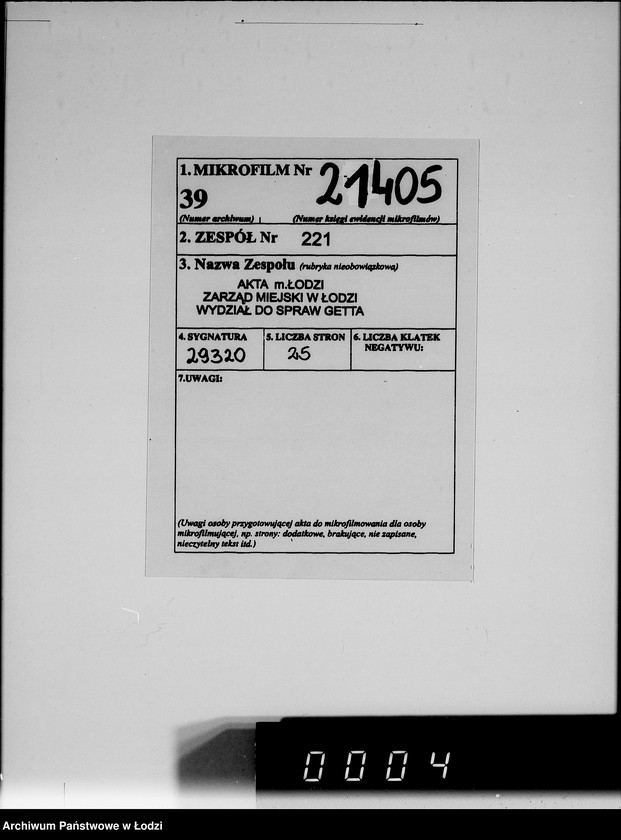 1. MIKROFILM Nr 21405
39
(Numer archiwum) (Numer księgi ewidencji mikrofilmów)
2. ZESPÓŁ Nr 221
3. Nazwa Zespołu (rubryka nieobowiązkowa)
AKTA m.ŁODZI
ZARZĄD MIEJSKI W ŁODZI
WYDZIAŁ DO SPRAW GETTA
4. SYGNATURA 5. LICZBA STRON 6. LICZBA KLATEK
NEGATYWU:
29320 25
7.UWAGI:
(Uwagi osoby przygotowującej akta do mikrofilmowania dla osoby
mikrofilmującej, np. strony: dodatkowe, brakujące, nie zapisane,
nieczytelny tekst itd.)
0004
Archiwum Państwowe w Łodzi